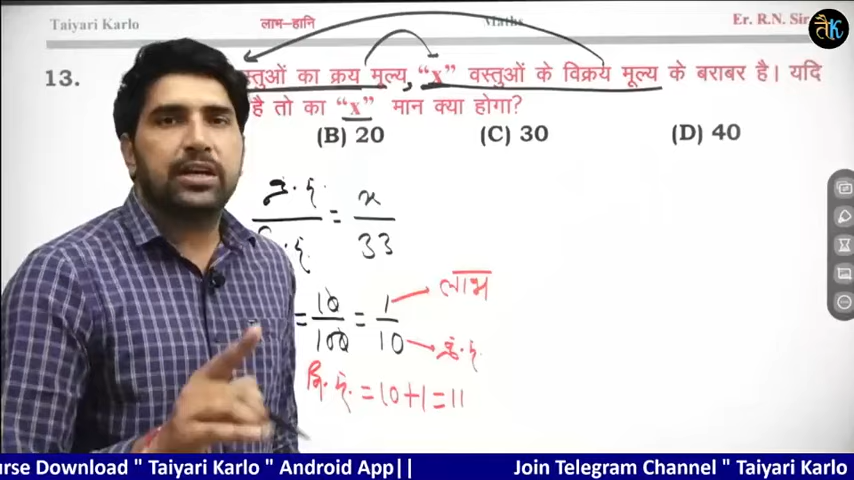 Taiyari Karlo लाभ–हानि Maths Er. R.N. Sir
तै
13. स्तुओं का क्रय मूल्य, “x” वस्तुओं के विक्रय मूल्य के बराबर है। यदि
है तो का “x” मान क्या होगा?
(B) 20 (C) 30 (D) 40
= x
33
= 10 = 1 लाभ
100 10
= 10+1=11
urse Download " Taiyari Karlo " Android App|| Join Telegram Channel " Taiyari Karlo